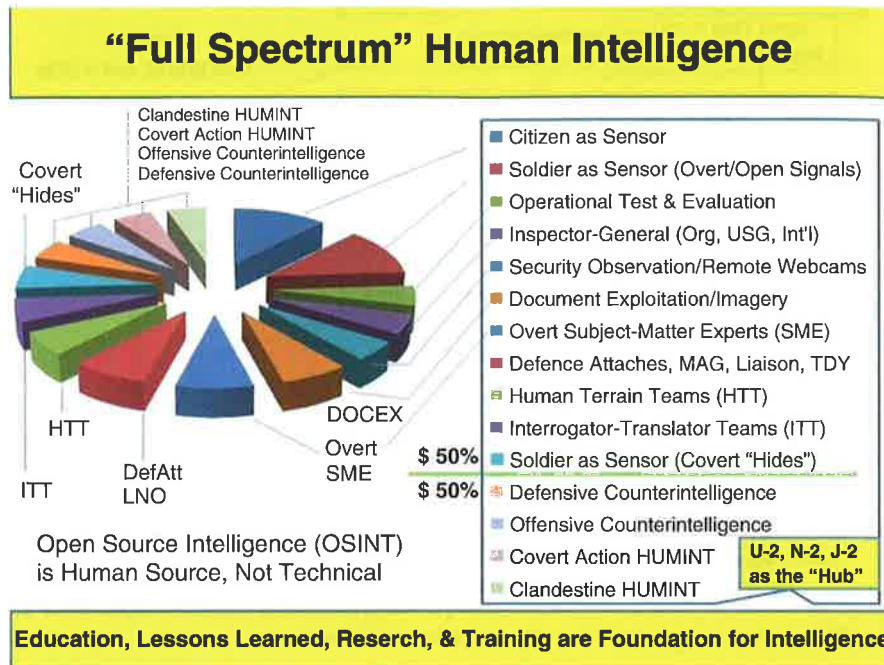 “Full Spectrum” Human Intelligence
Clandestine HUMINT
Covert Action HUMINT
Offensive Counterintelligence
Defensive Counterintelligence
Covert
"Hides"
HTT
ITT
DefAtt
LNO
DOCEX
Overt
SME
$ 50%
$ 50%
Open Source Intelligence (OSINT)
is Human Source, Not Technical
Citizen as Sensor
Soldier as Sensor (Overt/Open Signals)
Operational Test & Evaluation
Inspector-General (Org, USG, Int'l)
Security Observation/Remote Webcams
Document Exploitation/Imagery
Overt Subject-Matter Experts (SME)
Defence Attaches, MAG, Liaison, TDY
Human Terrain Teams (HTT)
Interrogator-Translator Teams (ITT)
Soldier as Sensor (Covert "Hides")
Defensive Counterintelligence
Offensive Counterintelligence
Covert Action HUMINT
Clandestine HUMINT
U-2, N-2, J-2
as the “Hub”
Education, Lessons Learned, Reserch, & Training are Foundation for Intelligence